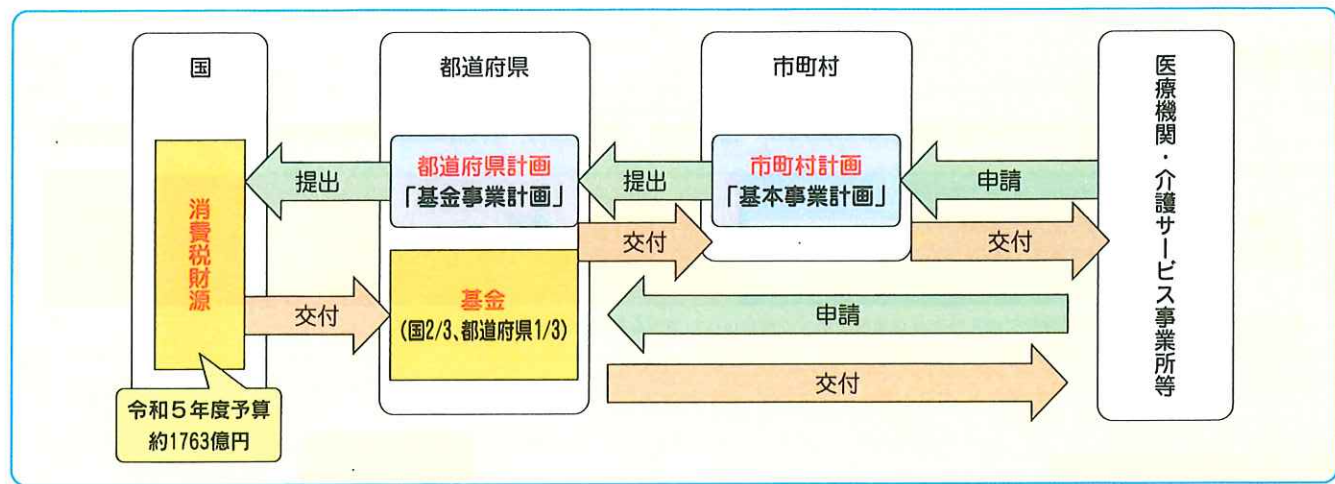 国
都道府県
市町村
医療機関・介護サービス事業所等
消費税財源
提出
都道府県計画
「基金事業計画」
提出
市町村計画
「基本事業計画」
申請
交付
交付
交付
基金
(国2/3、都道府県1/3)
申請
交付
令和5年度予算
約1763億円